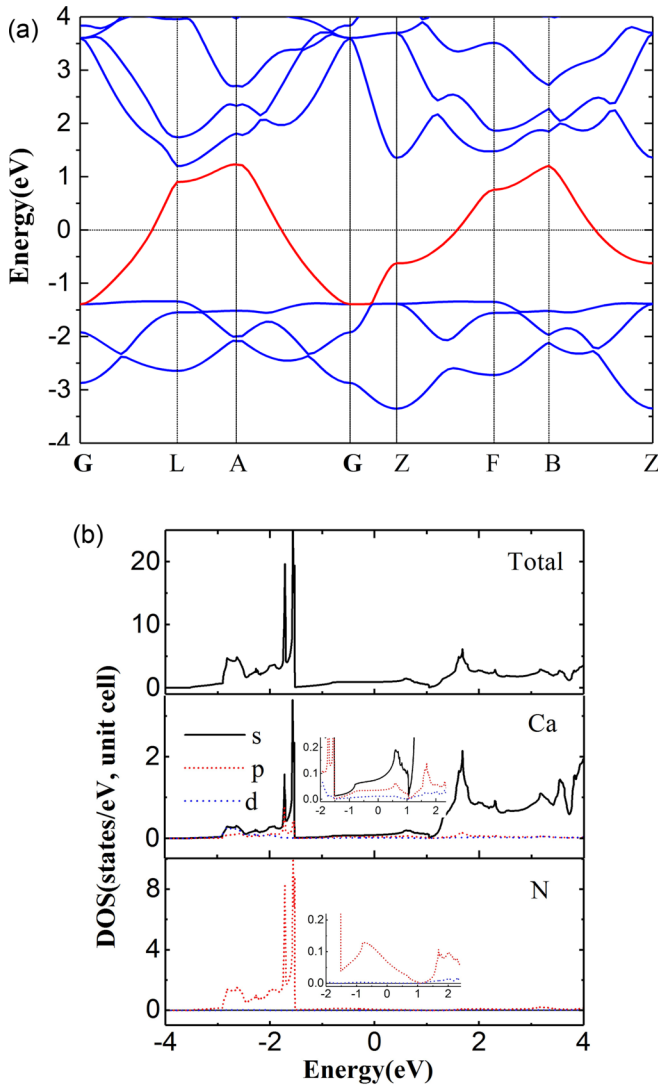 (a)
4
3
2
1
0
-1
-2
-3
-4
Energy(eV)
G L A G Z F B Z
(b)
20
10
0
Total
2
0
s
p
d
Ca
0.2
0.1
0.0
-2 -1 0 1 2
8
4
0
N
0.2
0.1
0.0
-2 -1 0 1 2
DOS(states/eV, unit cell)
-4 -2 0 2 4
Energy(eV)